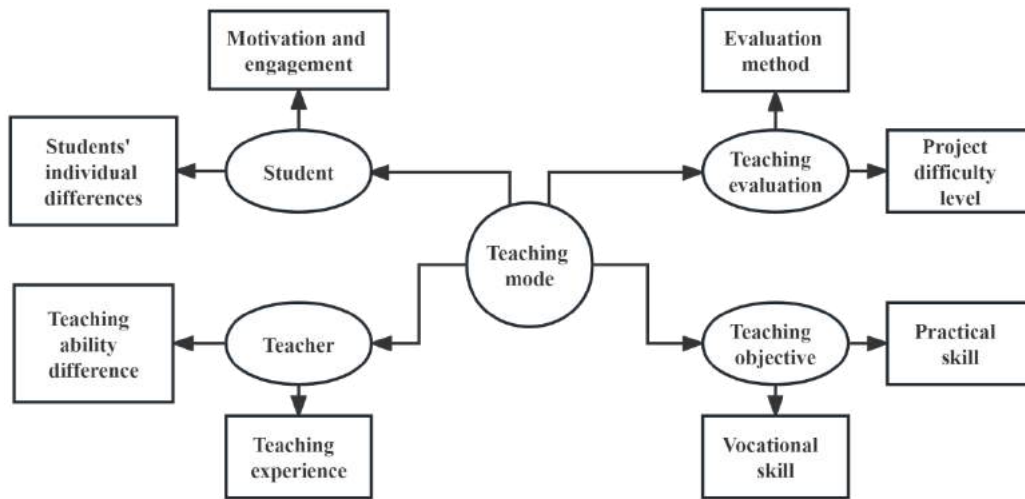 Motivation and
engagement
Evaluation
method
Students'
individual
differences
Student
Teaching
evaluation
Project
difficulty
level
Teaching
mode
Teaching
ability
difference
Teacher
Teaching
objective
Practical
skill
Teaching
experience
Vocational
skill